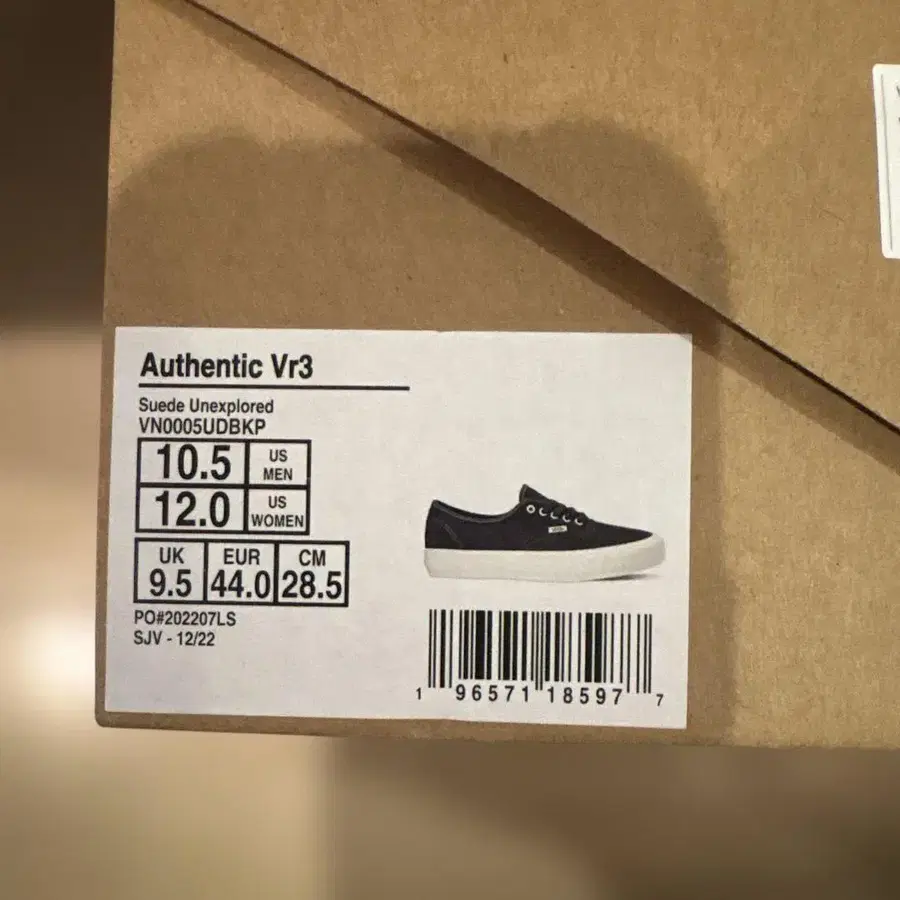 Authentic Vr3
Suede Unexplored
VN0005UDBKP
10.5 US MEN
12.0 US WOMEN
UK EUR CM
9.5 44.0 28.5
PO#202207LS
SJV - 12/22
1 96571 18597 7